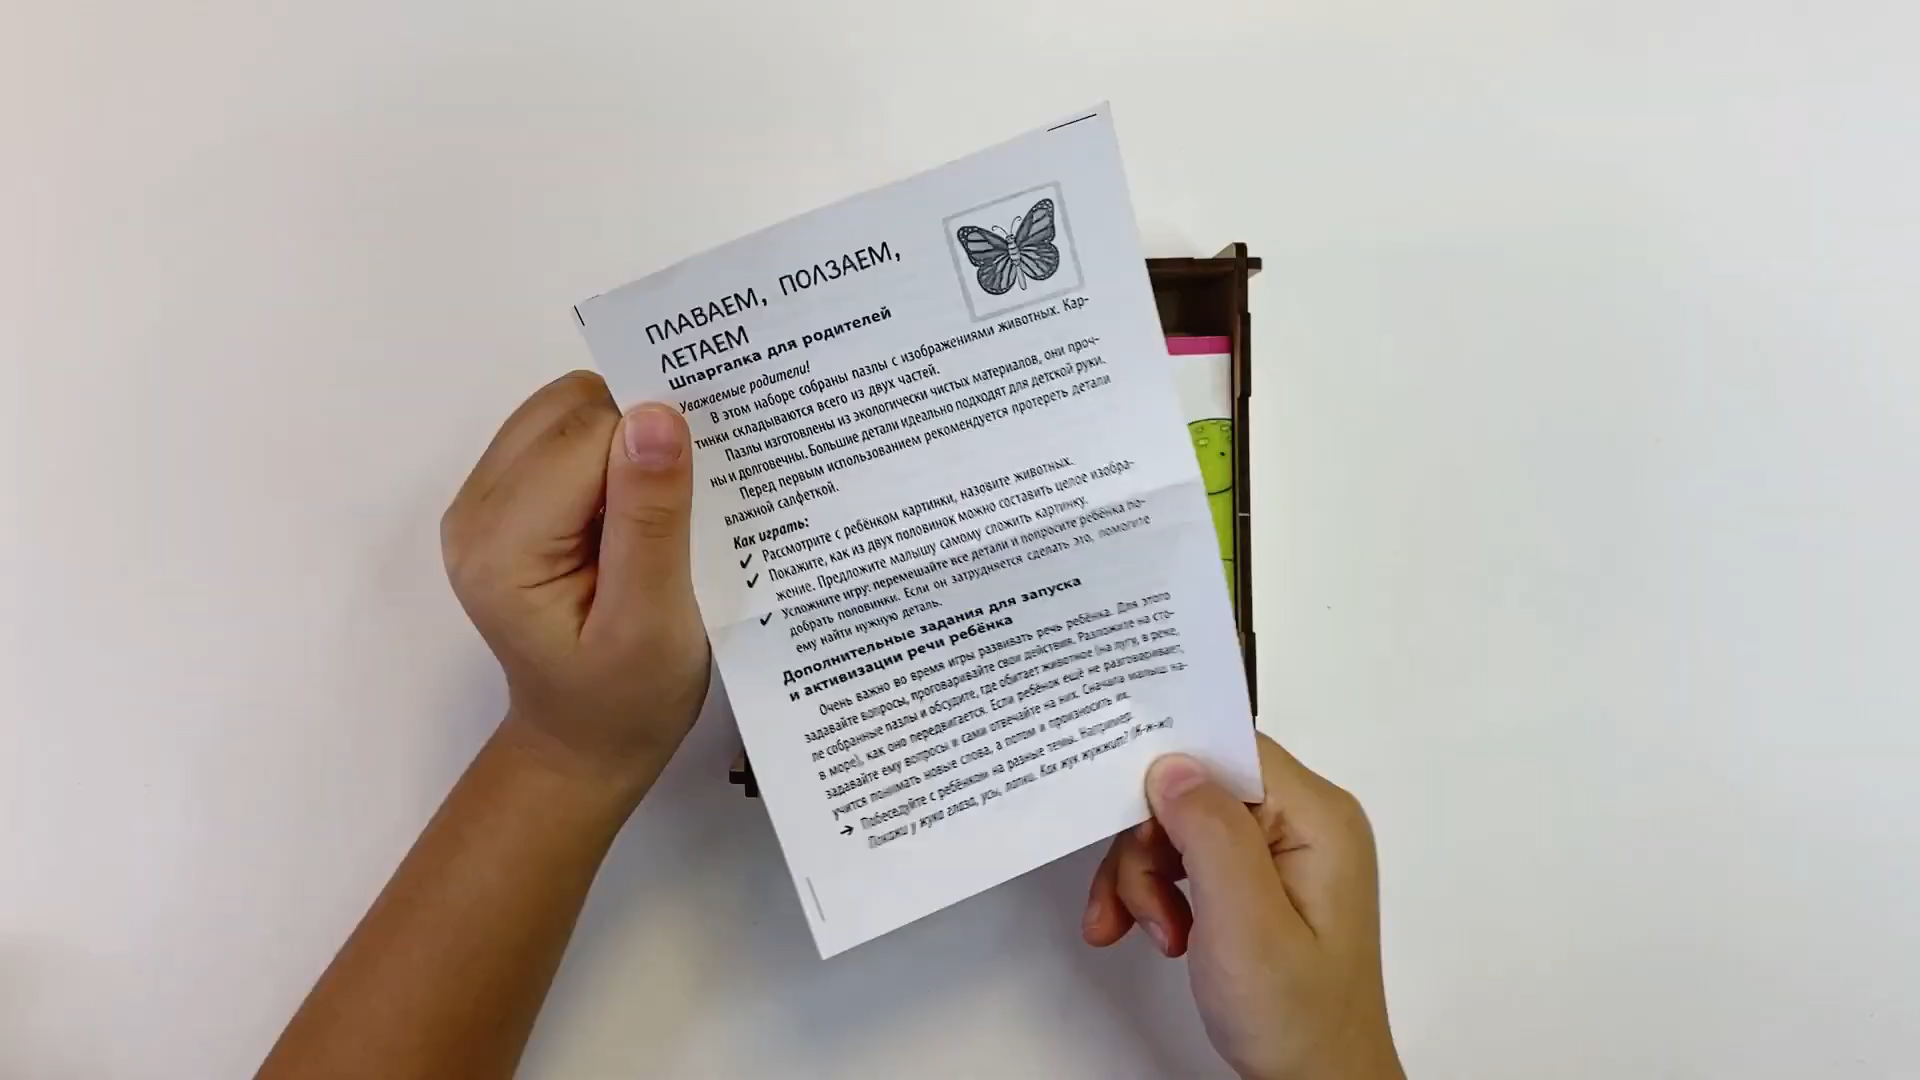 ПЛАВАЕМ, ПОЛЗАЕМ,
ЛЕТАЕМ
Шпаргалка для родителей
Уважаемые родители!
В этом наборе собраны пазлы с изображениями животных. Кар-
тинки складываются всего из двух частей.
Пазлы изготовлены из экологически чистых материалов, они проч-
ны и долговечны. Большие детали идеально подходят для детской руки.
Перед первым использованием рекомендуется протереть детали
влажной салфеткой.
Как играть:
✔ Рассмотрите с ребёнком картинки, назовите животных.
✔ Покажите, как из двух половинок можно составить целое изобра-
жение. Предложите малышу самому сложить картинку.
✔ Усложните игру: перемешайте все детали и попросите ребёнка по-
добрать половинки. Если он затрудняется сделать это, помогите
ему найти нужную деталь.
Дополнительные задания для запуска
и активизации речи ребёнка
Очень важно во время игры развивать речь ребёнка. Для этого
задавайте вопросы, проговаривайте свои действия. Разложите на сто-
ле собранные пазлы и обсудите, где обитает животное (на лугу, в реке,
в море), как оно передвигается. Если ребёнок ещё не разговаривает,
задавайте ему вопросы и сами отвечайте на них. Сначала малыш на-
учится понимать новые слова, а потом и произносить их.
→ Побеседуйте с ребёнком на разные темы. Например:
Покажи у жука глаза, усы, лапки. Как жук жужжит? (Ж-ж-ж!)